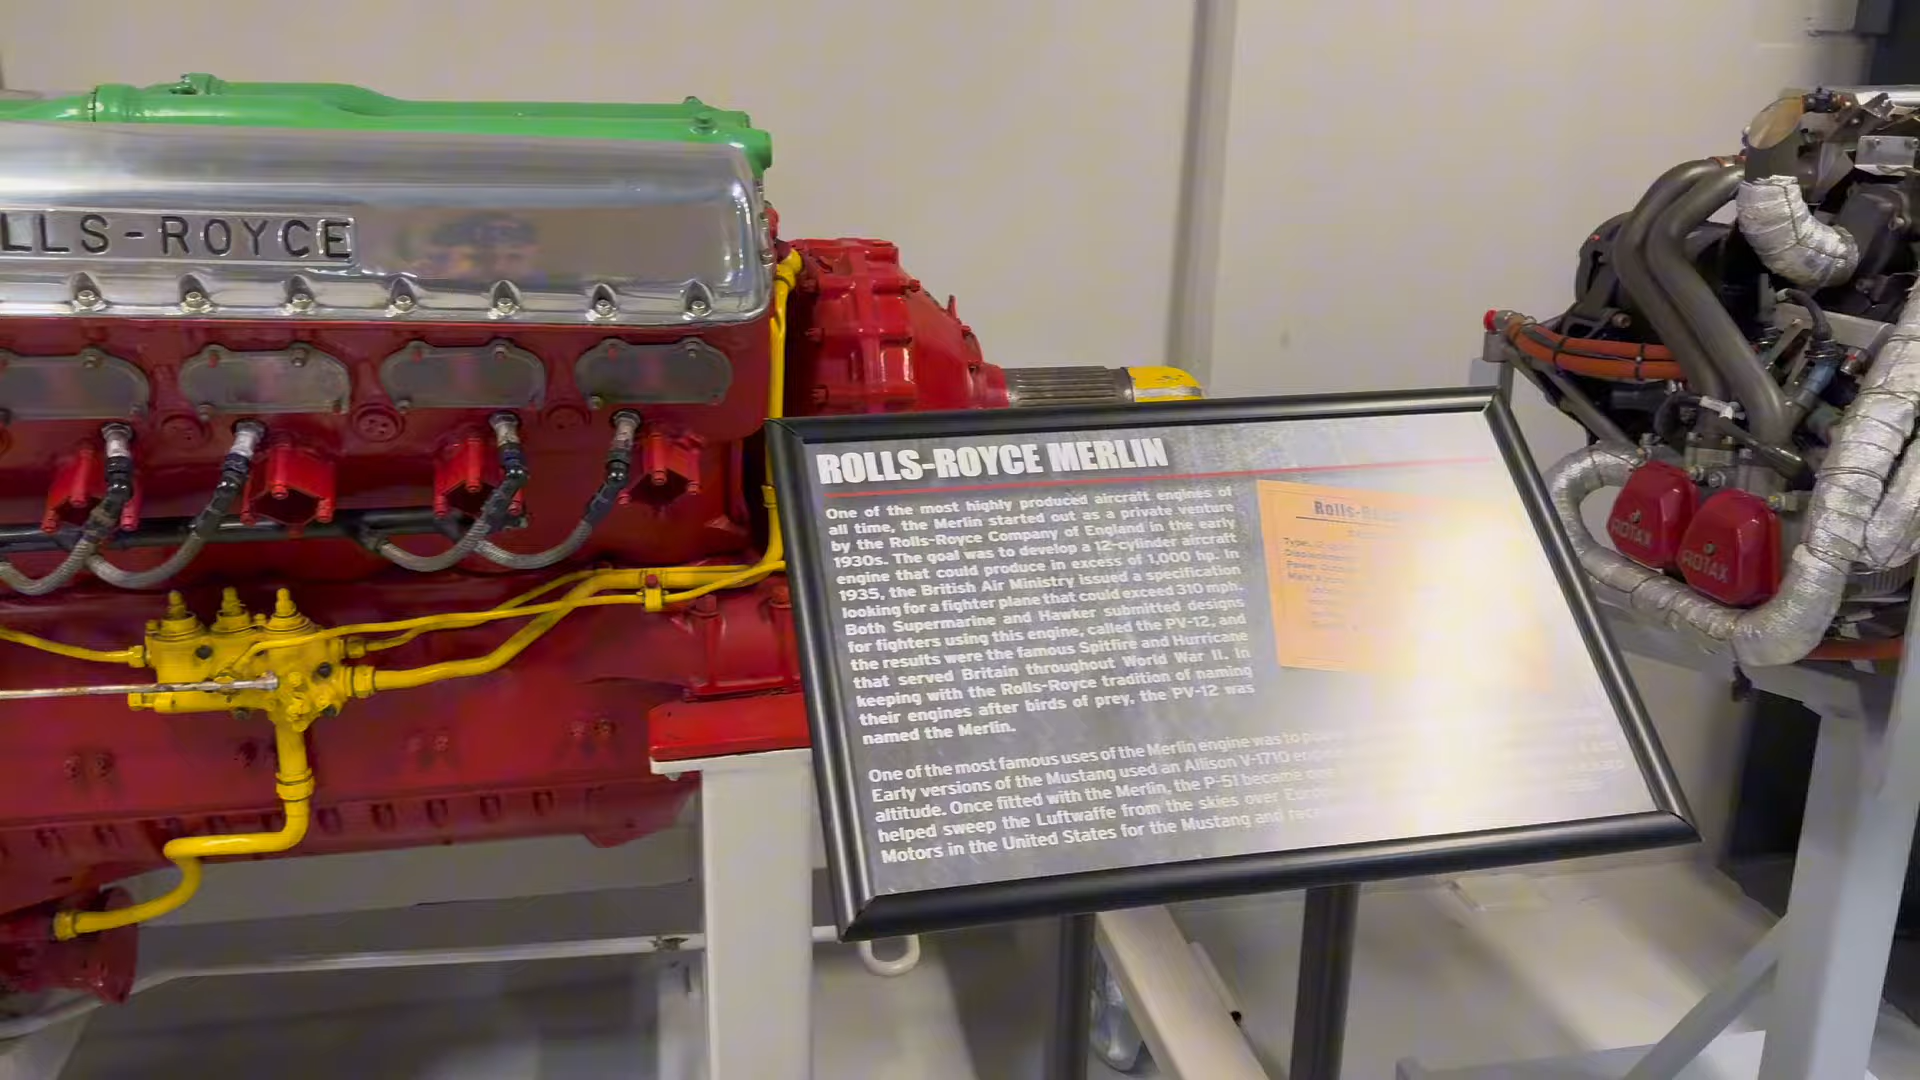 LLS-ROYCE
ROLLS-ROYCE MERLIN
One of the most highly produced aircraft engines of
all time, the Merlin started out as a private venture
by the Rolls-Royce Company of England in the early
1930s. The goal was to develop a 12-cylinder aircraft
engine that could produce in excess of 1,000 hp. In
1935, the British Air Ministry issued a specification
looking for a fighter plane that could exceed 310 mph.
Both Supermarine and Hawker submitted designs
for fighters using this engine, called the PV-12, and
the results were the famous Spitfire and Hurricane
that served Britain throughout World War II. In
keeping with the Rolls-Royce tradition of naming
their engines after birds of prey, the PV-12 was
named the Merlin.
Rolls-
One of the most famous uses of the Merlin engine was to
Early versions of the Mustang used an Allison V-1710
altitude. Once fitted with the Merlin, the P-51 became one
helped sweep the Luftwaffe from the skies over
Motors in the United States for the Mustang and
ROTAX
ROTAX